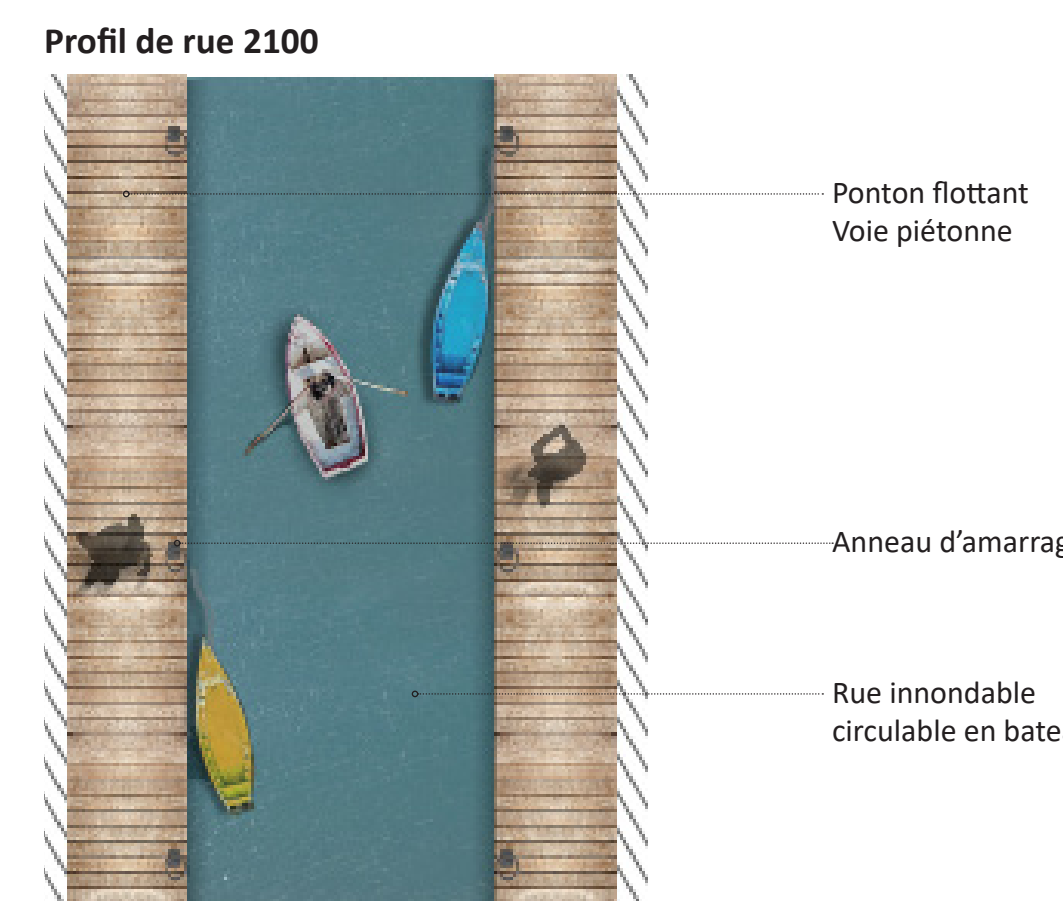 Profil de rue 2100
Ponton flottant
Voie piétonne
Anneau d’amarrag
Rue innondable
circulable en bate